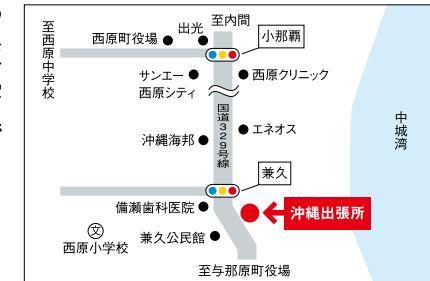 至内間
出光
西原町役場
小那覇
至西原中学校
サンエー
西原シティ
西原クリニック
国道329号線
エネオス
沖縄海邦
中城湾
兼久
備瀬歯科医院
沖縄出張所
文
西原小学校
兼久公民館
至与那原町役場